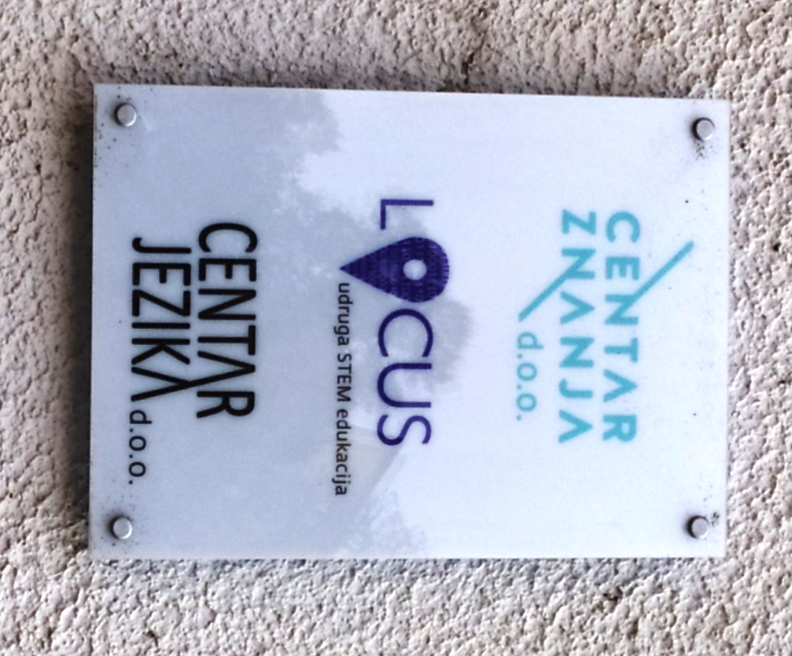 CENTAR
ZNANJA
d.o.o.
LOCUS
udruga STEM edukacija
CENTAR
JEZIKA d.o.o.